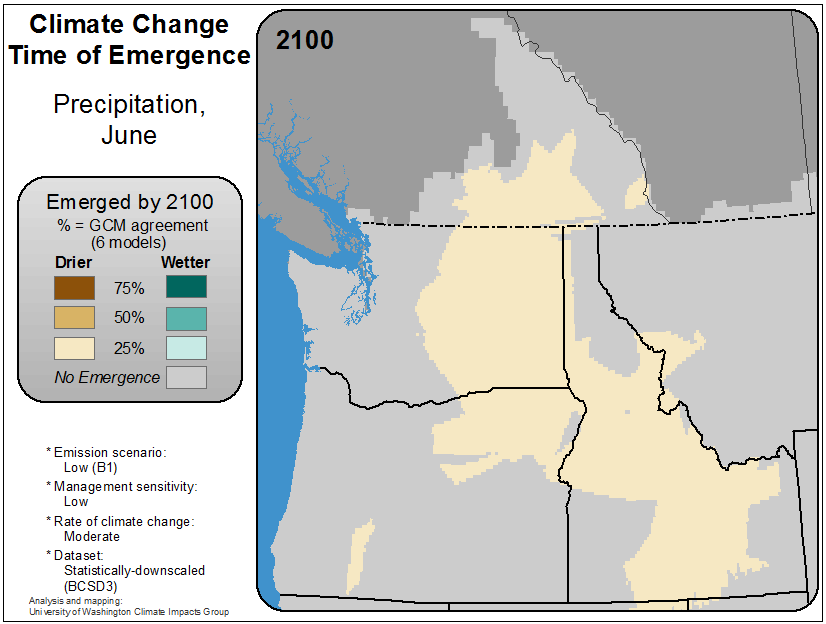 Climate Change
Time of Emergence
Precipitation,
June
2100
Emerged by 2100
% = GCM agreement
(6 models)
Drier Wetter
75%
50%
25%
No Emergence
* Emission scenario:
Low (B1)
* Management sensitivity:
Low
* Rate of climate change:
Moderate
* Dataset:
Statistically-downscaled
(BCSD3)
Analysis and mapping:
University of Washington Climate Impacts Group